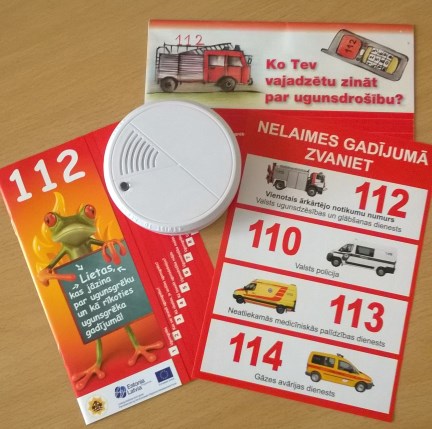 112
Ko Tev
vajadzētu zināt
par ugunsdrošību?
112
NELAIMES GADĪJUMĀ
ZVANIET
112
Vienotais ārkārtējo notikumu numurs
Valsts ugunsdzēsības un glābšanas dienests
110
Valsts policija
113
Neatliekamās medicīniskās palīdzības dienests
114
Gāzes avārijas dienests
112
Lietas,
kas jāzina
par ugunsgrēku
un kā rīkoties
ugunsgrēka
gadījumā!
Estonia
Latvia